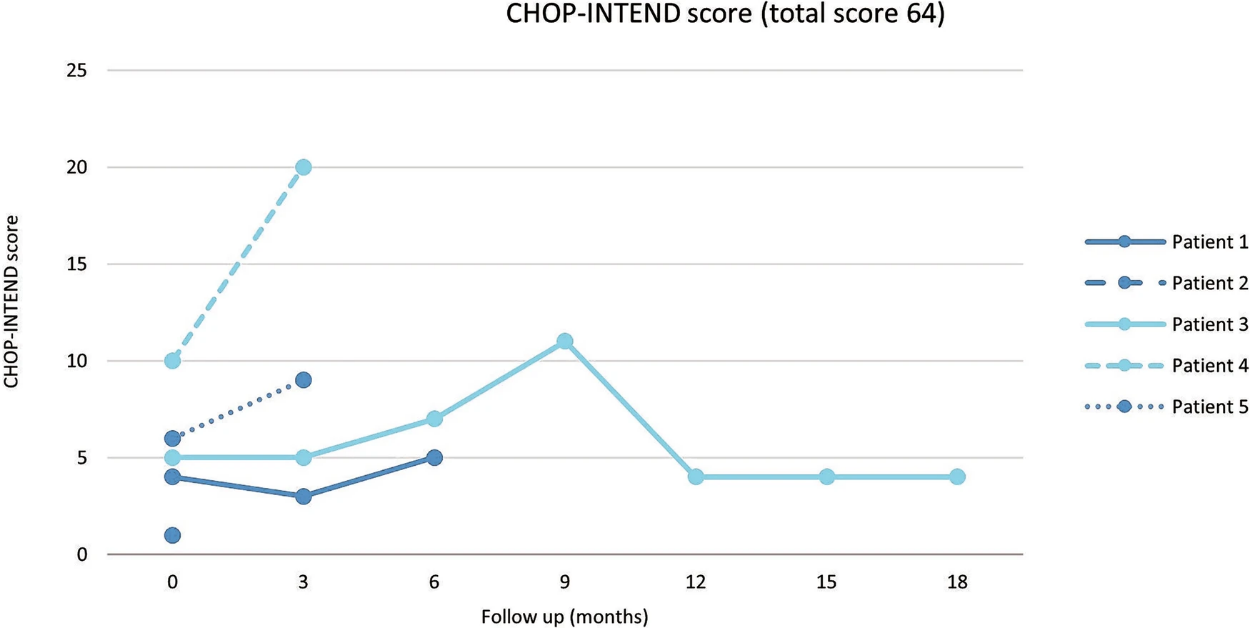 CHOP-INTEND score (total score 64)
25
20
15
10
5
0
CHOP-INTEND score
0 3 6 9 12 15 18
Follow up (months)
Patient 1
Patient 2
Patient 3
Patient 4
Patient 5